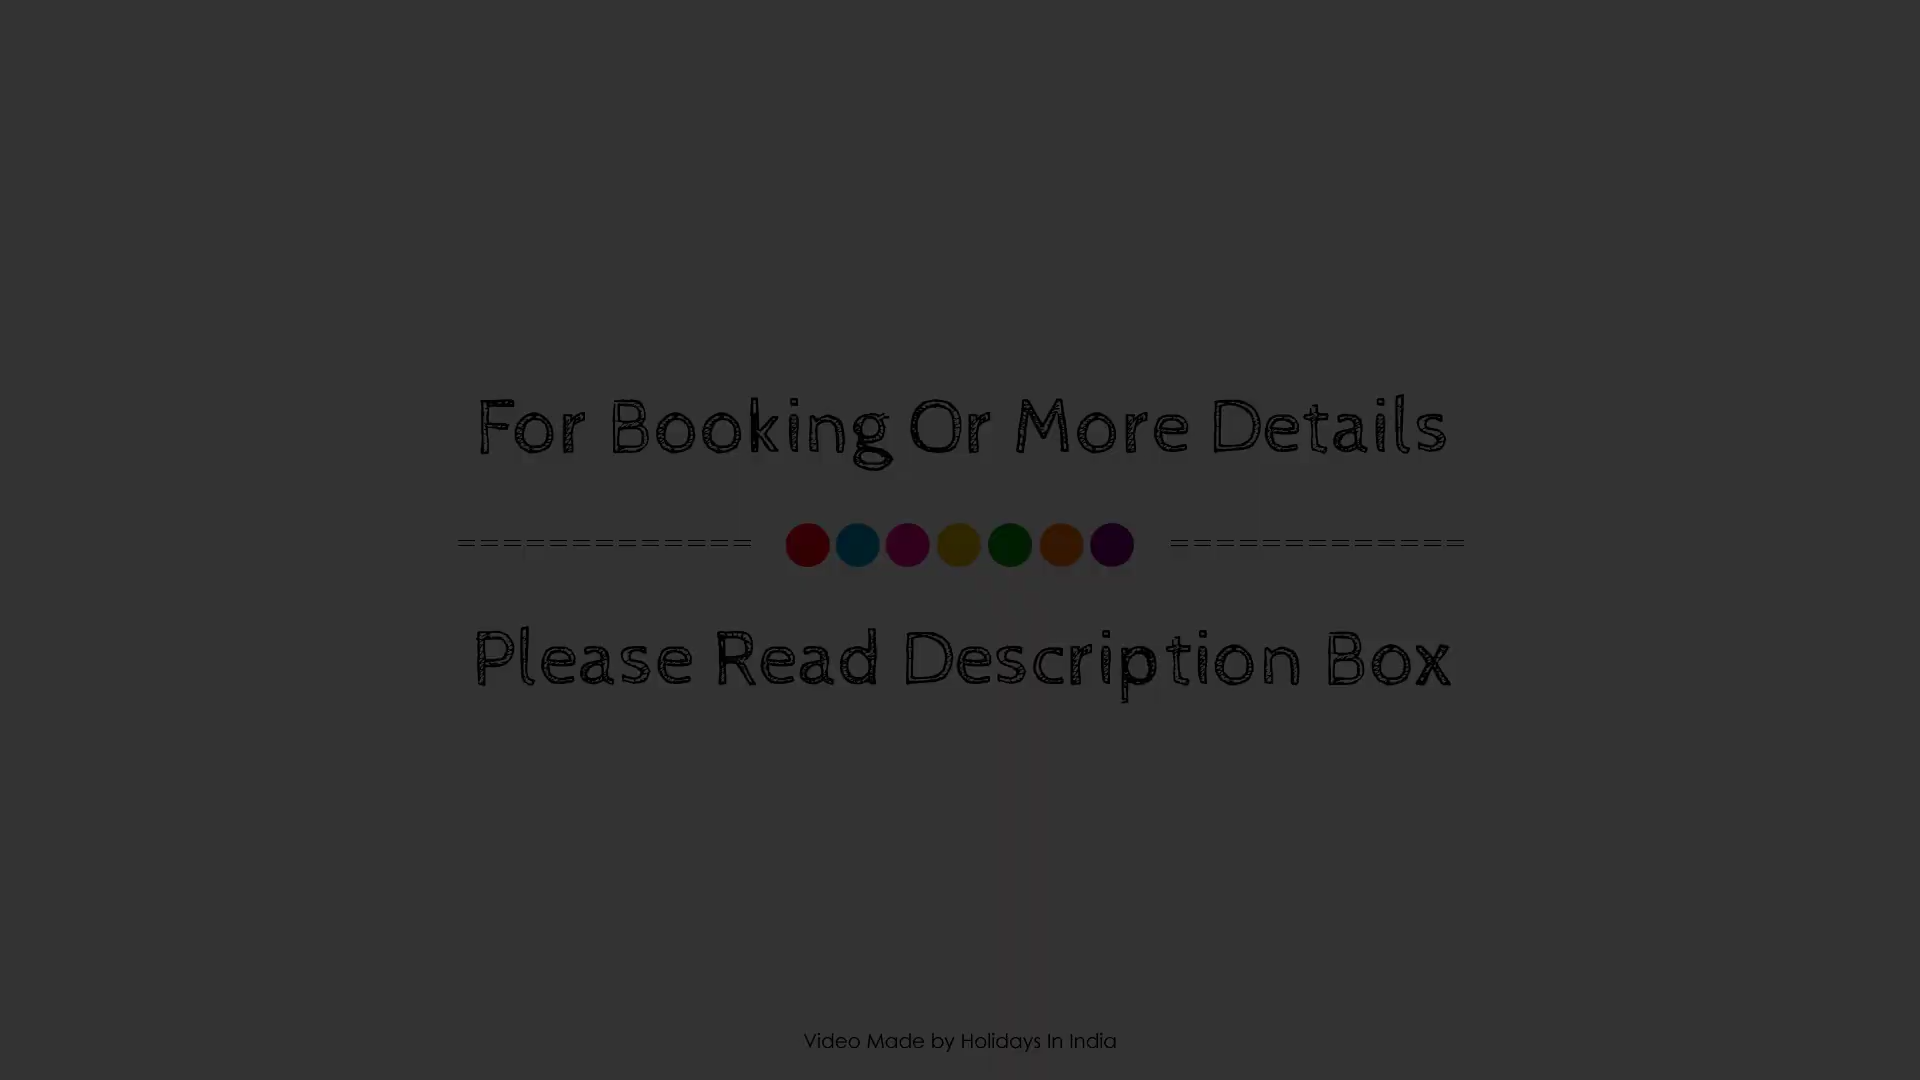 For Booking Or More Details
============= =============
Please Read Description Box
Video Made by Holidays In India